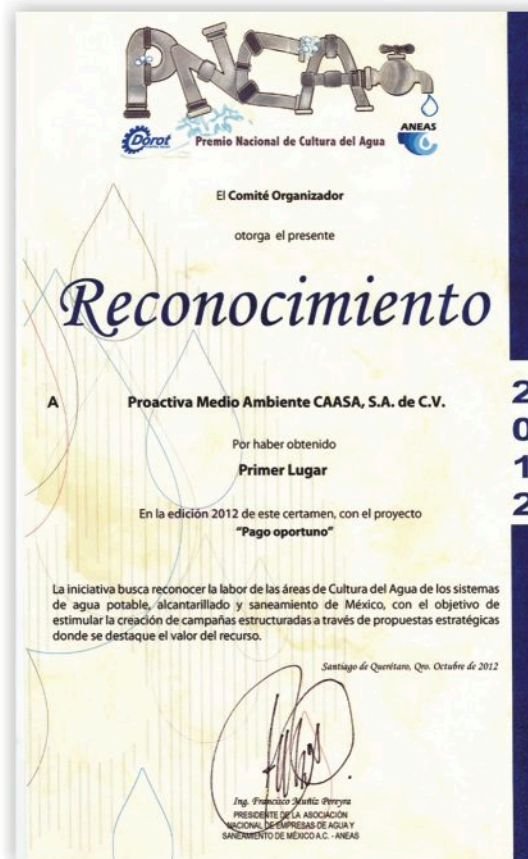 PNCA
Dorot
Premio Nacional de Cultura del Agua
ANEAS
El Comité Organizador
otorga el presente
Reconocimiento
A Proactiva Medio Ambiente CAASA, S.A. de C.V.
Por haber obtenido
Primer Lugar
En la edición 2012 de este certamen, con el proyecto
"Pago oportuno"
La iniciativa busca reconocer la labor de las áreas de Cultura del Agua de los sistemas
de agua potable, alcantarillado y saneamiento de México, con el objetivo de
estimular la creación de campañas estructuradas a través de propuestas estratégicas
donde se destaque el valor del recurso.
Santiago de Querétaro, Qro. Octubre de 2012
Ing. Francisco Muñiz Pereyra
PRESIDENTE DE LA ASOCIACIÓN
NACIONAL DE EMPRESAS DE AGUA Y
SANEAMIENTO DE MÉXICO A.C. - ANEAS
2
0
1
2